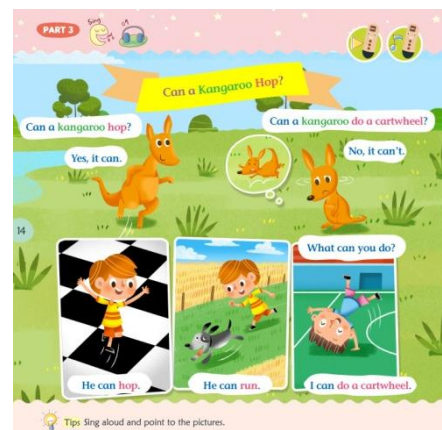 PART 3
Sing
Can a Kangaroo Hop?
Can a kangaroo hop?
Yes, it can.
Can a kangaroo do a cartwheel?
No, it can't.
14
What can you do?
He can hop.
He can run.
I can do a cartwheel.
Tips Sing aloud and point to the pictures.